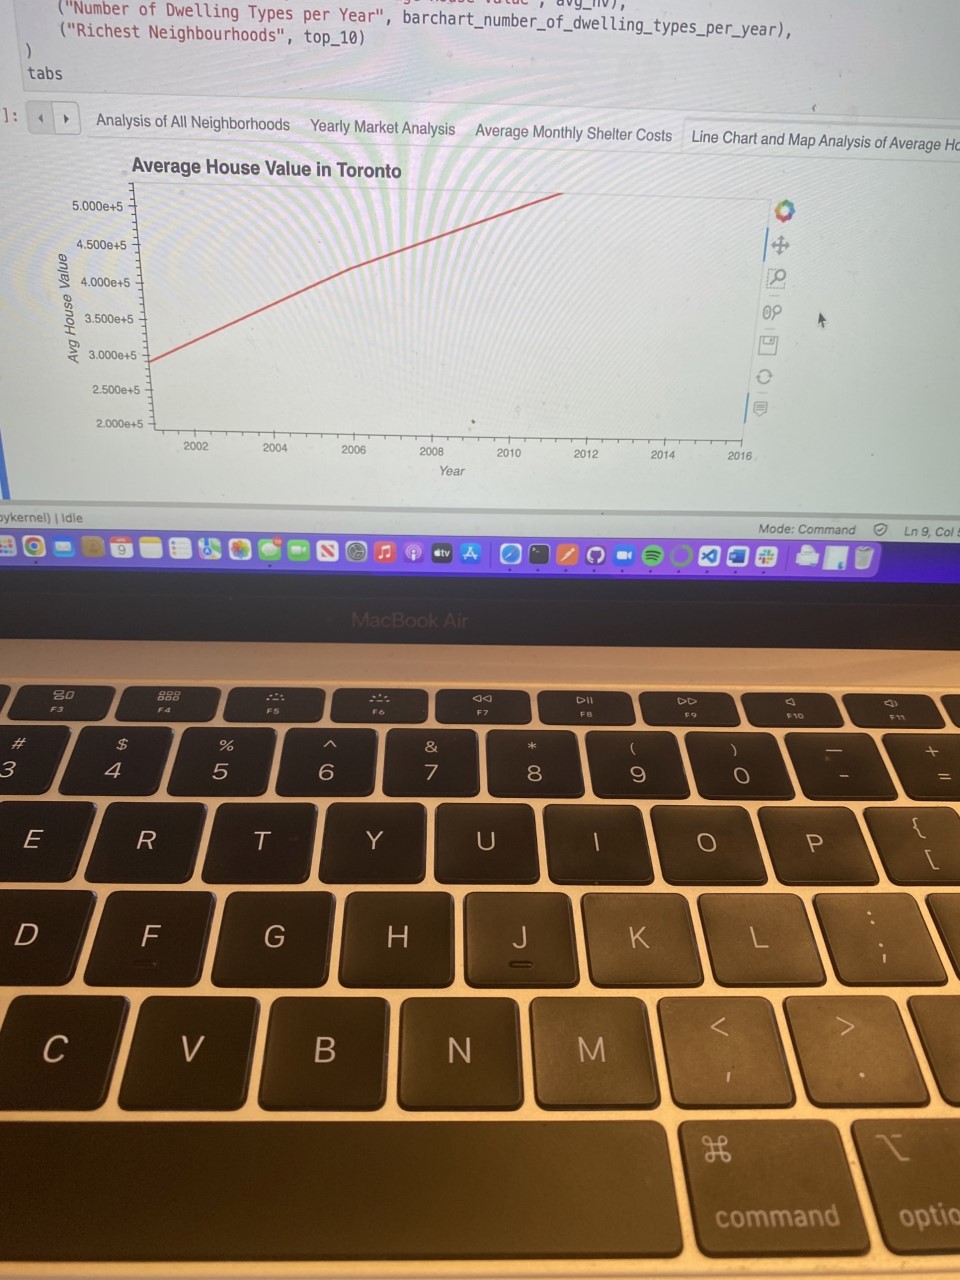 ("Number of Dwelling Types per Year", barchart_number_of_dwelling_types_per_year),
("Richest Neighbourhoods", top_10)
)
tabs
]:
Analysis of All Neighborhoods Yearly Market Analysis Average Monthly Shelter Costs Line Chart and Map Analysis of Average Ho
Average House Value in Toronto
Avg House Value
5.000e+5
4.500e+5
4.000e+5
3.500e+5
3.000e+5
2.500e+5
2.000e+5
2002 2004 2006 2008 2010 2012 2014 2016
Year
pykernel) | Idle
Mode: Command Ln 9, Col
9
tv
MacBook Air
F3 F4 F5 F6 F7 F8 F9 F10 F11
# $ % ^ & * ( ) — +
3 4 5 6 7 8 9 0 - =
E R T Y U I O P { [
D F G H J K L : ;
C V B N M < , > .
⌘ ⌥
command optio